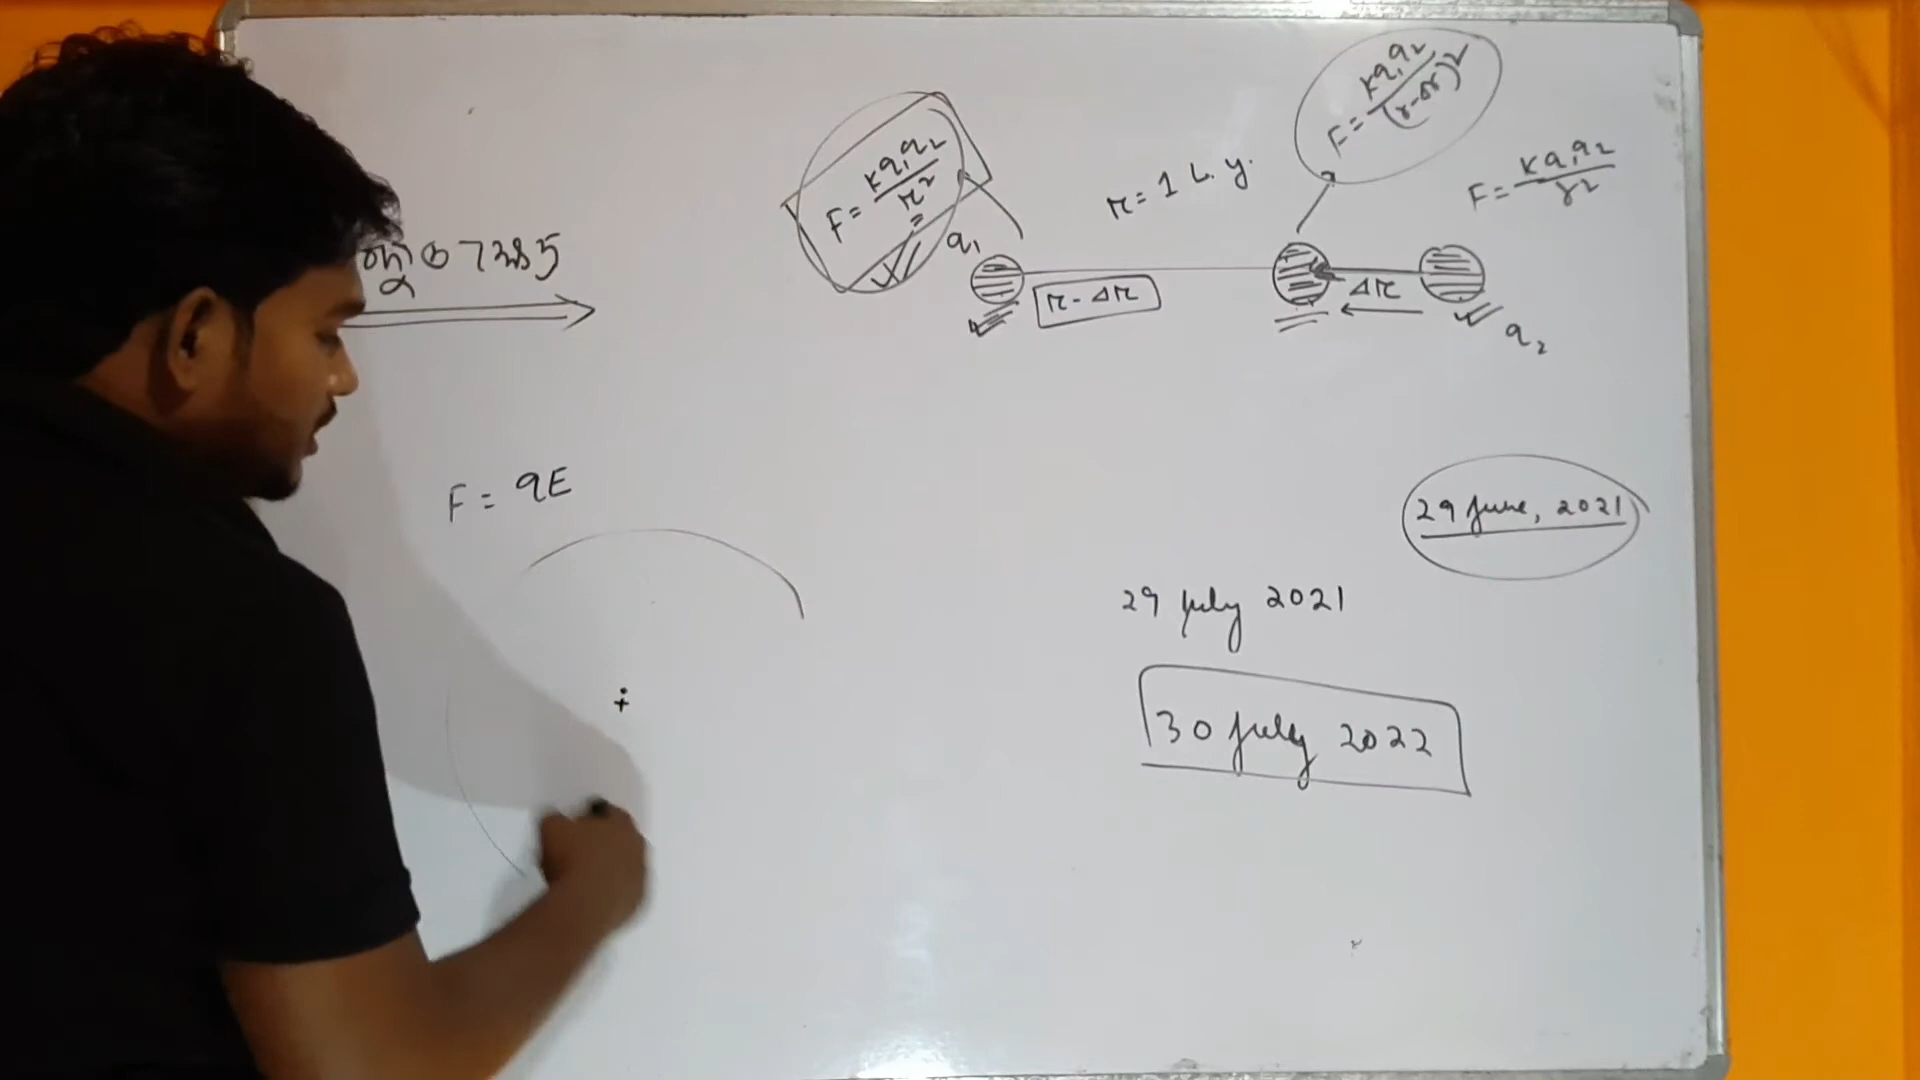 F = Kq₁q₂/r²
r = 1 L.y.
F = Kq₁q₂/(r-Δr)²
F = Kq₁q₂/r²
q₁
r - Δr
Δr
q₂
F = qE
29 June, 2021
29 July 2021
+
30 July 2022